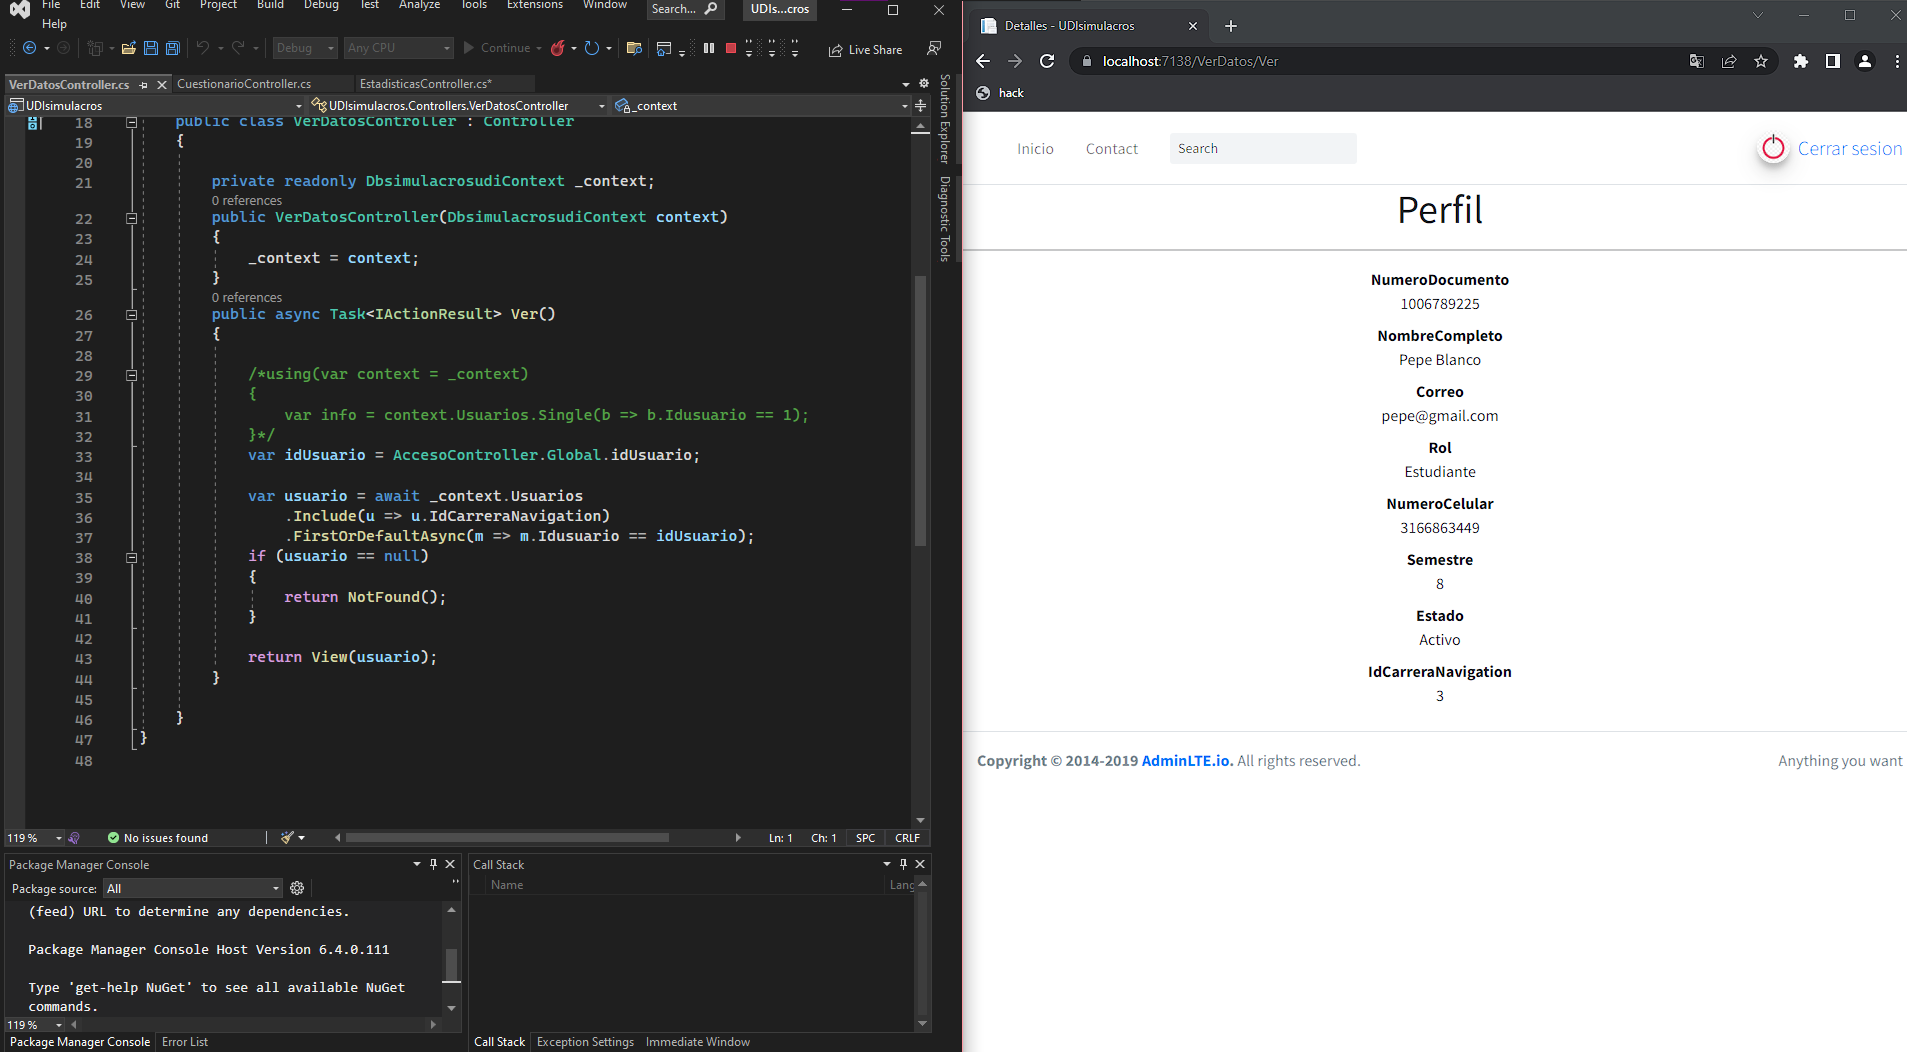 File Edit View Git Project Build Debug Test Analyze Tools Extensions Window Search... UDIs...cros
Help
Debug Any CPU Continue Live Share
VerDatosController.cs CuestionarioController.cs EstadisticasController.cs*
UDIsimulacros UDIsimulacros.Controllers.VerDatosController _context
Solution Explorer
Diagnostic Tools
18 public class VerDatosController : Controller
19 {
20
21 private readonly DbsimulacrosudiContext _context;
0 references
22 public VerDatosController(DbsimulacrosudiContext context)
23 {
24 _context = context;
25 }
0 references
26 public async Task<IActionResult> Ver()
27 {
28
29 /*using(var context = _context)
30 {
31 var info = context.Usuarios.Single(b => b.Idusuario == 1);
32 }*/
33 var idUsuario = AccesoController.Global.idUsuario;
34
35 var usuario = await _context.Usuarios
36 .Include(u => u.IdCarreraNavigation)
37 .FirstOrDefaultAsync(m => m.Idusuario == idUsuario);
38 if (usuario == null)
39 {
40 return NotFound();
41 }
42
43 return View(usuario);
44 }
45
46 }
47 }
48
119 % No issues found Ln: 1 Ch: 1 SPC CRLF
Package Manager Console
Package source: All
(feed) URL to determine any dependencies.
Package Manager Console Host Version 6.4.0.111
Type 'get-help NuGet' to see all available NuGet
commands.
119 %
Package Manager Console Error List
Call Stack
Name Lang
Call Stack Exception Settings Immediate Window
Detalles - UDIsimulacros
localhost:7138/VerDatos/Ver
hack
Inicio Contact Search Cerrar sesion
Perfil
NumeroDocumento
1006789225
NombreCompleto
Pepe Blanco
Correo
pepe@gmail.com
Rol
Estudiante
NumeroCelular
3166863449
Semestre
8
Estado
Activo
IdCarreraNavigation
3
Copyright © 2014-2019 AdminLTE.io. All rights reserved. Anything you want